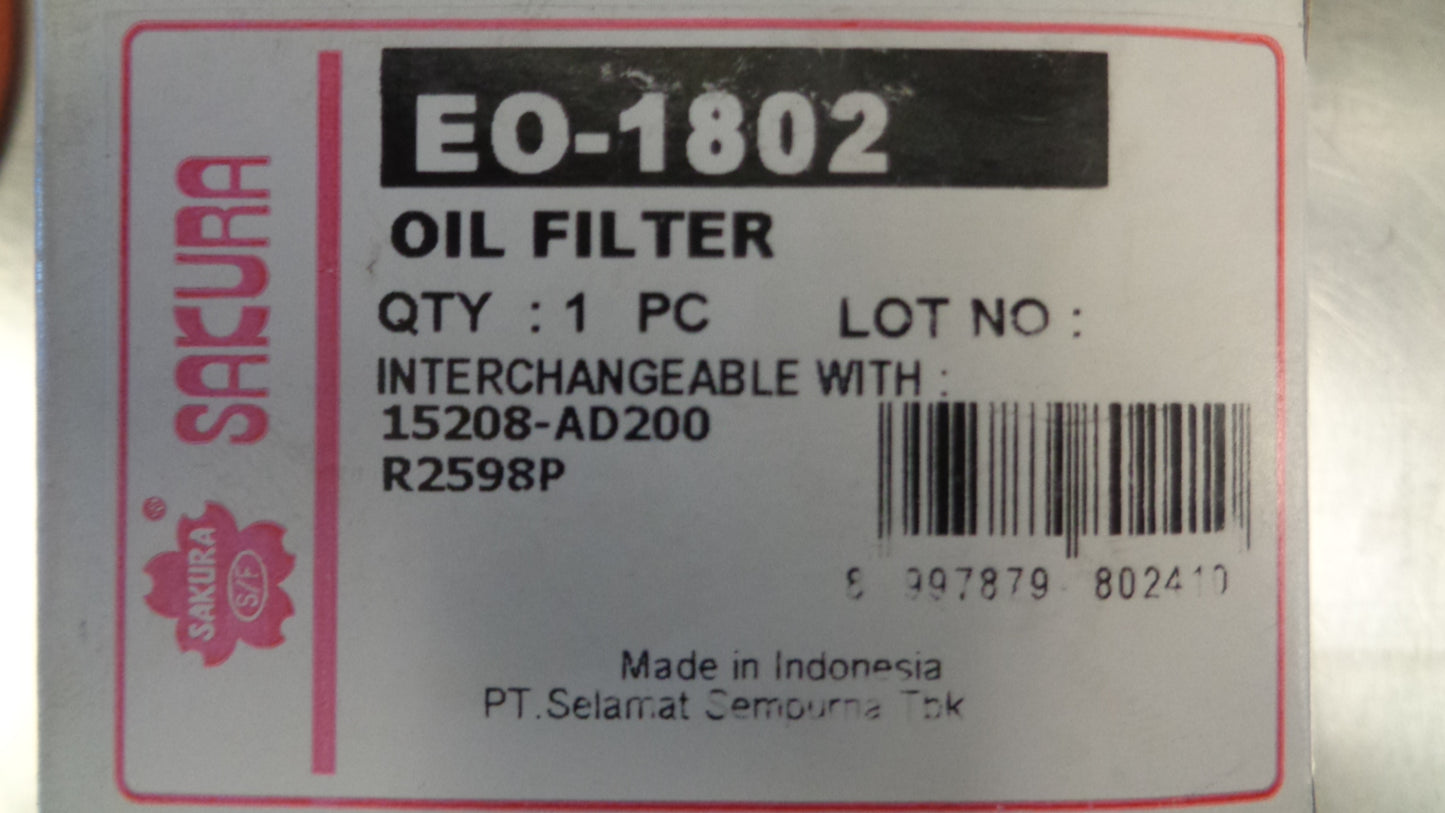 SAKURA
EO-1802
OIL FILTER
QTY : 1 PC LOT NO :
INTERCHANGEABLE WITH :
15208-AD200
R2598P
8 997879 802410
® SAKURA S/F
Made in Indonesia
PT.Selamat Sempurna Tbk